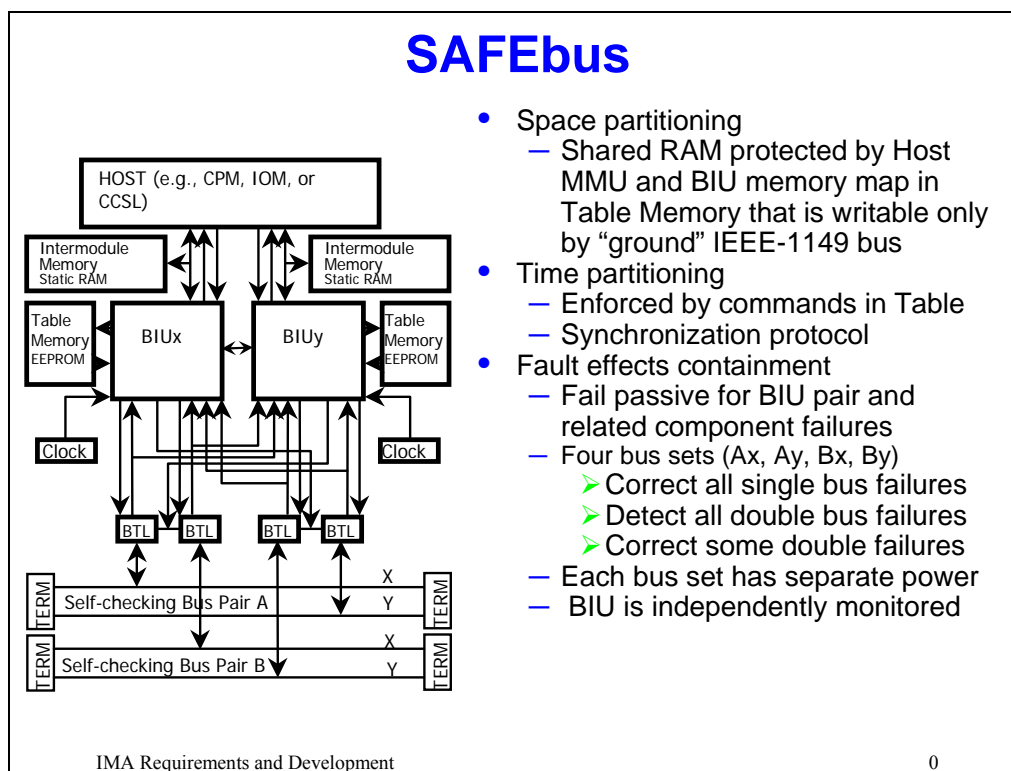 SAFEbus
HOST (e.g., CPM, IOM, or
CCSL)
Intermodule
Memory
Static RAM
Intermodule
Memory
Static RAM
Table
Memory
EEPROM
BIUx
BIUy
Table
Memory
EEPROM
Clock
Clock
BTL
BTL
BTL
BTL
TERM
X
Self-checking Bus Pair A
Y
TERM
TERM
X
Self-checking Bus Pair B
Y
TERM
• Space partitioning
– Shared RAM protected by Host
MMU and BIU memory map in
Table Memory that is writable only
by “ground” IEEE-1149 bus
• Time partitioning
– Enforced by commands in Table
– Synchronization protocol
• Fault effects containment
– Fail passive for BIU pair and
related component failures
– Four bus sets (Ax, Ay, Bx, By)
➢ Correct all single bus failures
➢ Detect all double bus failures
➢ Correct some double failures
– Each bus set has separate power
– BIU is independently monitored
IMA Requirements and Development
0